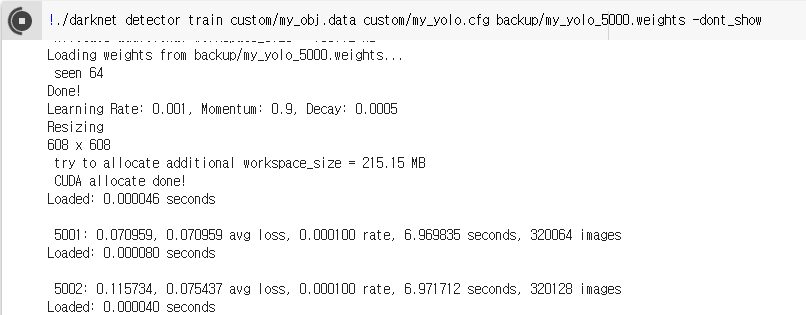 !./darknet detector train custom/my_obj.data custom/my_yolo.cfg backup/my_yolo_5000.weights -dont_show
Loading weights from backup/my_yolo_5000.weights...
seen 64
Done!
Learning Rate: 0.001, Momentum: 0.9, Decay: 0.0005
Resizing
608 x 608
try to allocate additional workspace_size = 215.15 MB
CUDA allocate done!
Loaded: 0.000046 seconds
5001: 0.070959, 0.070959 avg loss, 0.000100 rate, 6.969835 seconds, 320064 images
Loaded: 0.000080 seconds
5002: 0.115734, 0.075437 avg loss, 0.000100 rate, 6.971712 seconds, 320128 images
Loaded: 0.000040 seconds